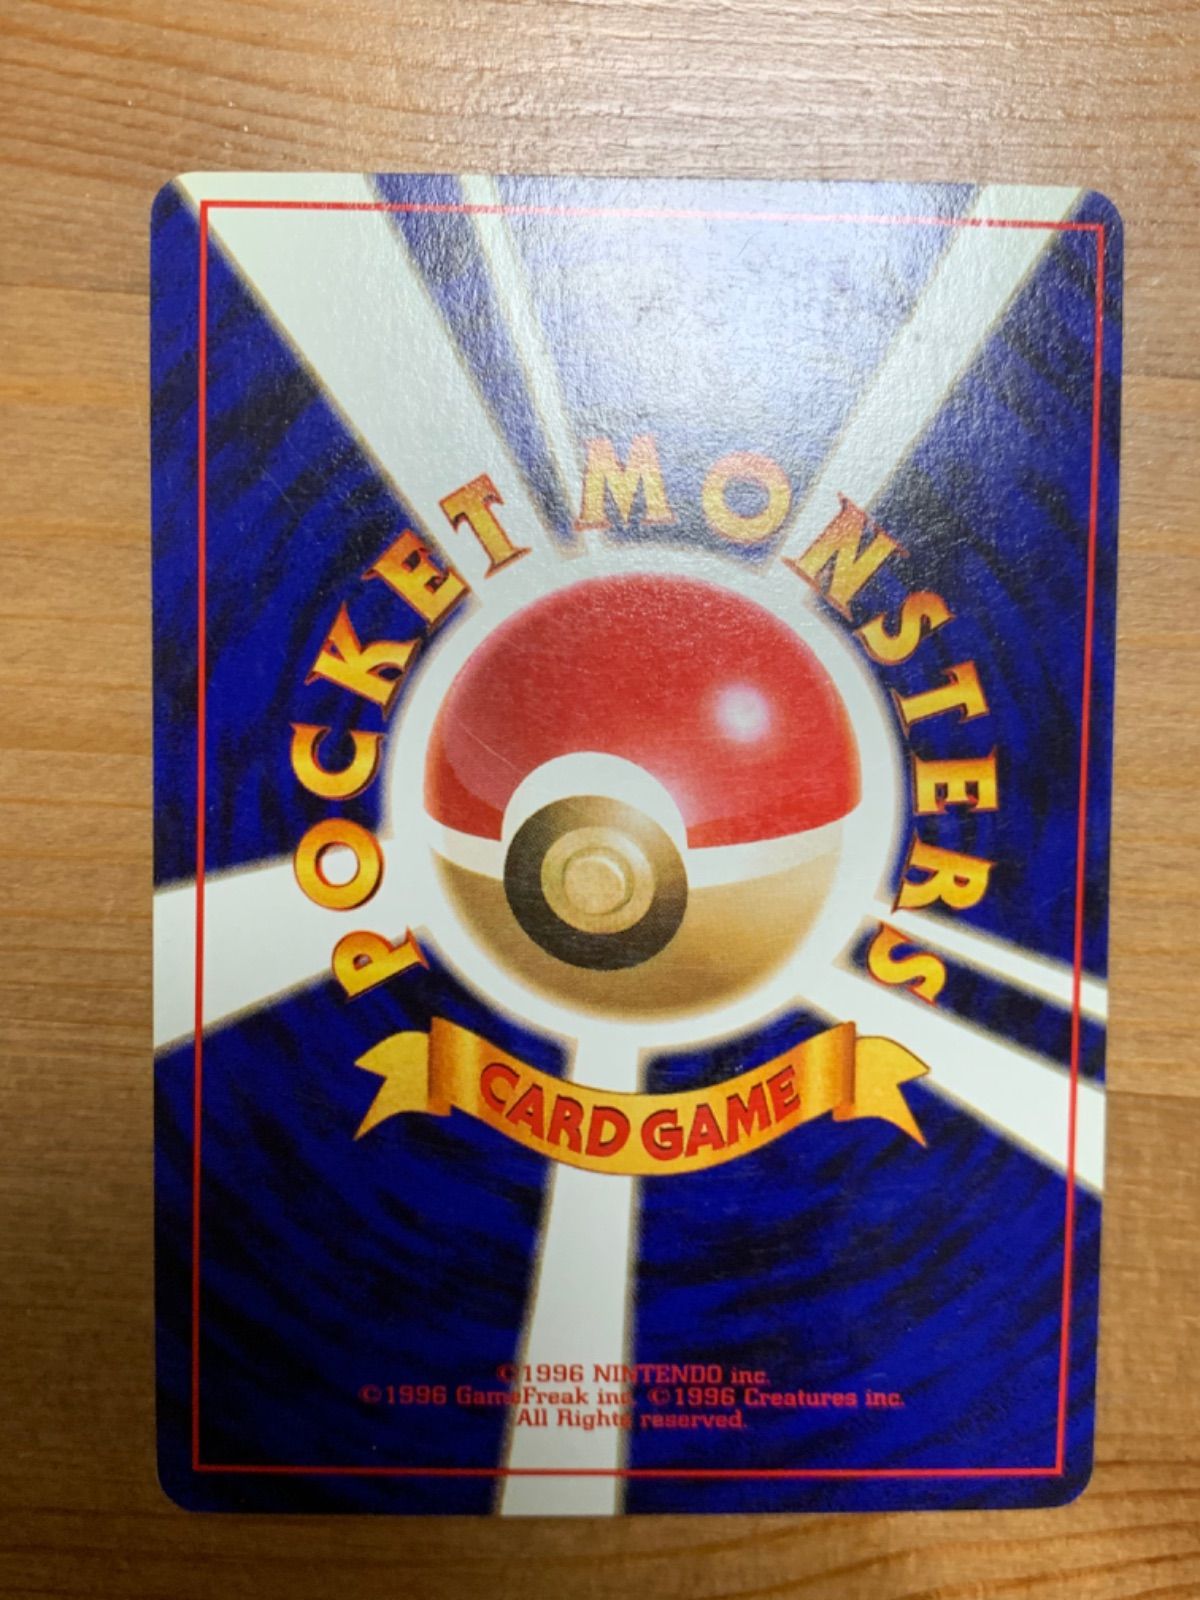 POCKET MONSTERS
CARD GAME
©1996 NINTENDO inc.
©1996 GameFreak inc. ©1996 Creatures inc.
All Rights reserved.